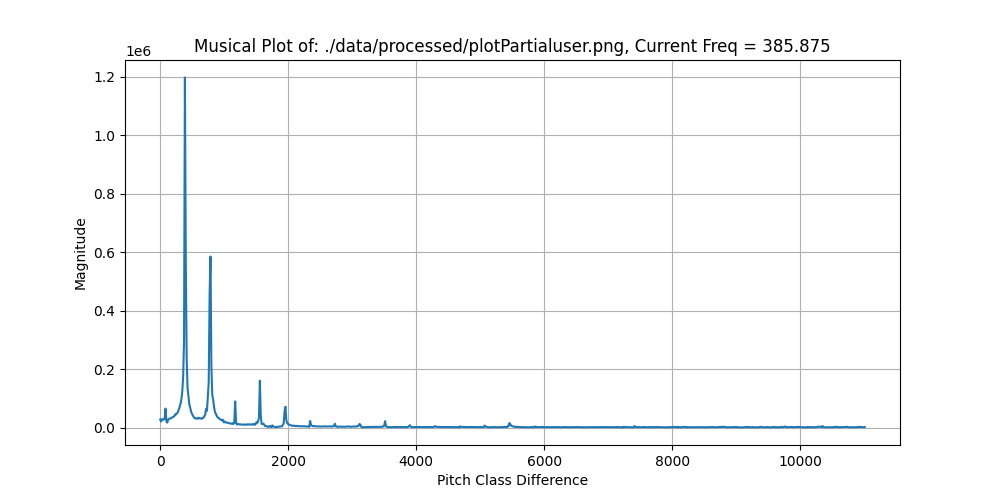 Musical Plot of: ./data/processed/plotPartialuser.png, Current Freq = 385.875
1e6
1.2
1.0
0.8
0.6
0.4
0.2
0.0
Magnitude
0 2000 4000 6000 8000 10000
Pitch Class Difference